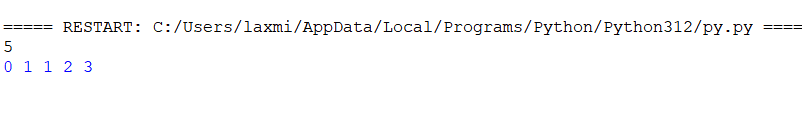 ===== RESTART: C:/Users/laxmi/AppData/Local/Programs/Python/Python312/py.py ====
5
0 1 1 2 3